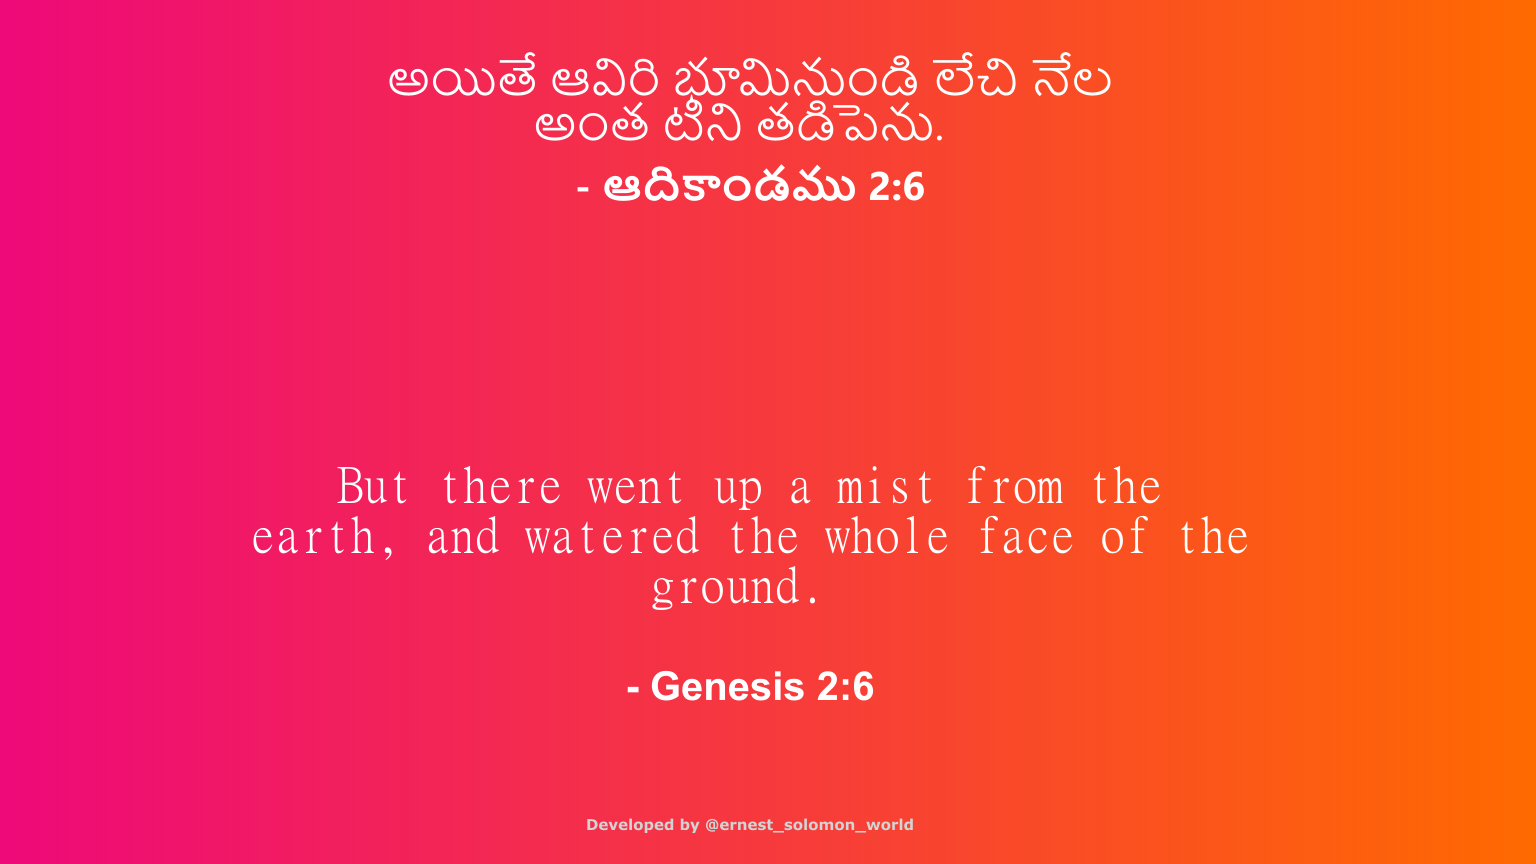 అయితే ఆవిరి భూమినుండి లేచి నేల
అంత టిని తడిపెను.
- ఆదికాండము 2:6
But there went up a mist from the
earth, and watered the whole face of the
ground.
- Genesis 2:6
Developed by @ernest_solomon_world